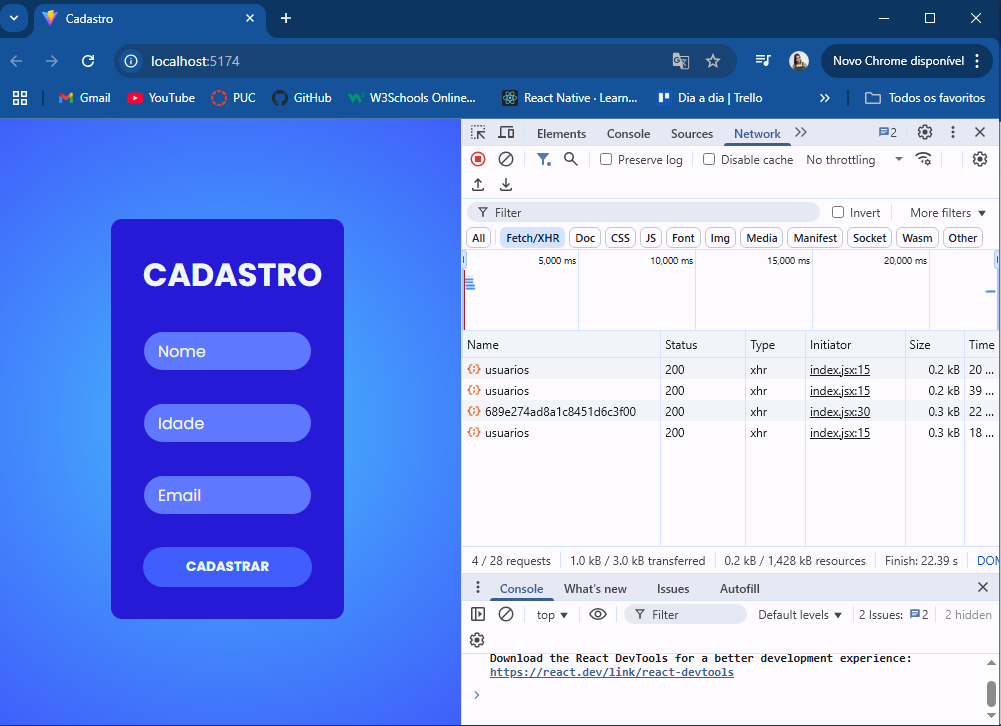 Cadastro
localhost:5174
Novo Chrome disponível
Gmail
YouTube
PUC
GitHub
W3Schools Online...
React Native · Learn...
Dia a dia | Trello
Todos os favoritos
CADASTRO
Nome
Idade
Email
CADASTRAR
Elements Console Sources Network 2
Preserve log Disable cache No throttling
Filter Invert More filters
All Fetch/XHR Doc CSS JS Font Img Media Manifest Socket Wasm Other
5,000 ms 10,000 ms 15,000 ms 20,000 ms
Name Status Type Initiator Size Time
usuarios 200 xhr index.jsx:15 0.2 kB 20 ...
usuarios 200 xhr index.jsx:15 0.2 kB 39 ...
689e274ad8a1c8451d6c3f00 200 xhr index.jsx:30 0.3 kB 22 ...
usuarios 200 xhr index.jsx:15 0.3 kB 18 ...
4 / 28 requests 1.0 kB / 3.0 kB transferred 0.2 kB / 1,428 kB resources Finish: 22.39 s DOM
Console What's new Issues Autofill
top Filter Default levels 2 Issues: 2 2 hidden
Download the React DevTools for a better development experience:
https://react.dev/link/react-devtools